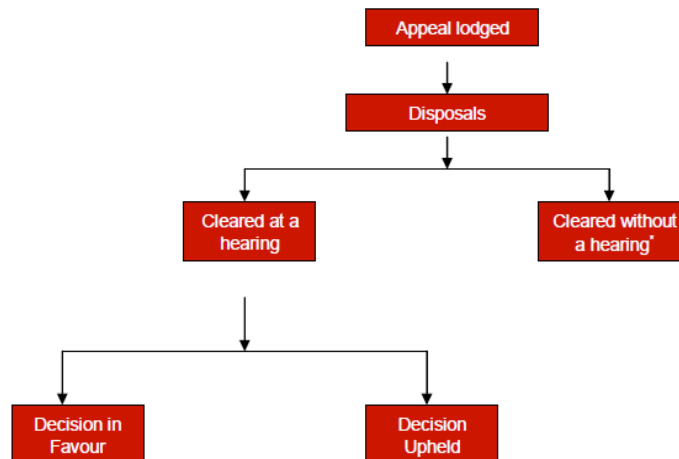 Appeal lodged
Disposals
Cleared at a
hearing
Cleared without
a hearing*
Decision in
Favour
Decision
Upheld